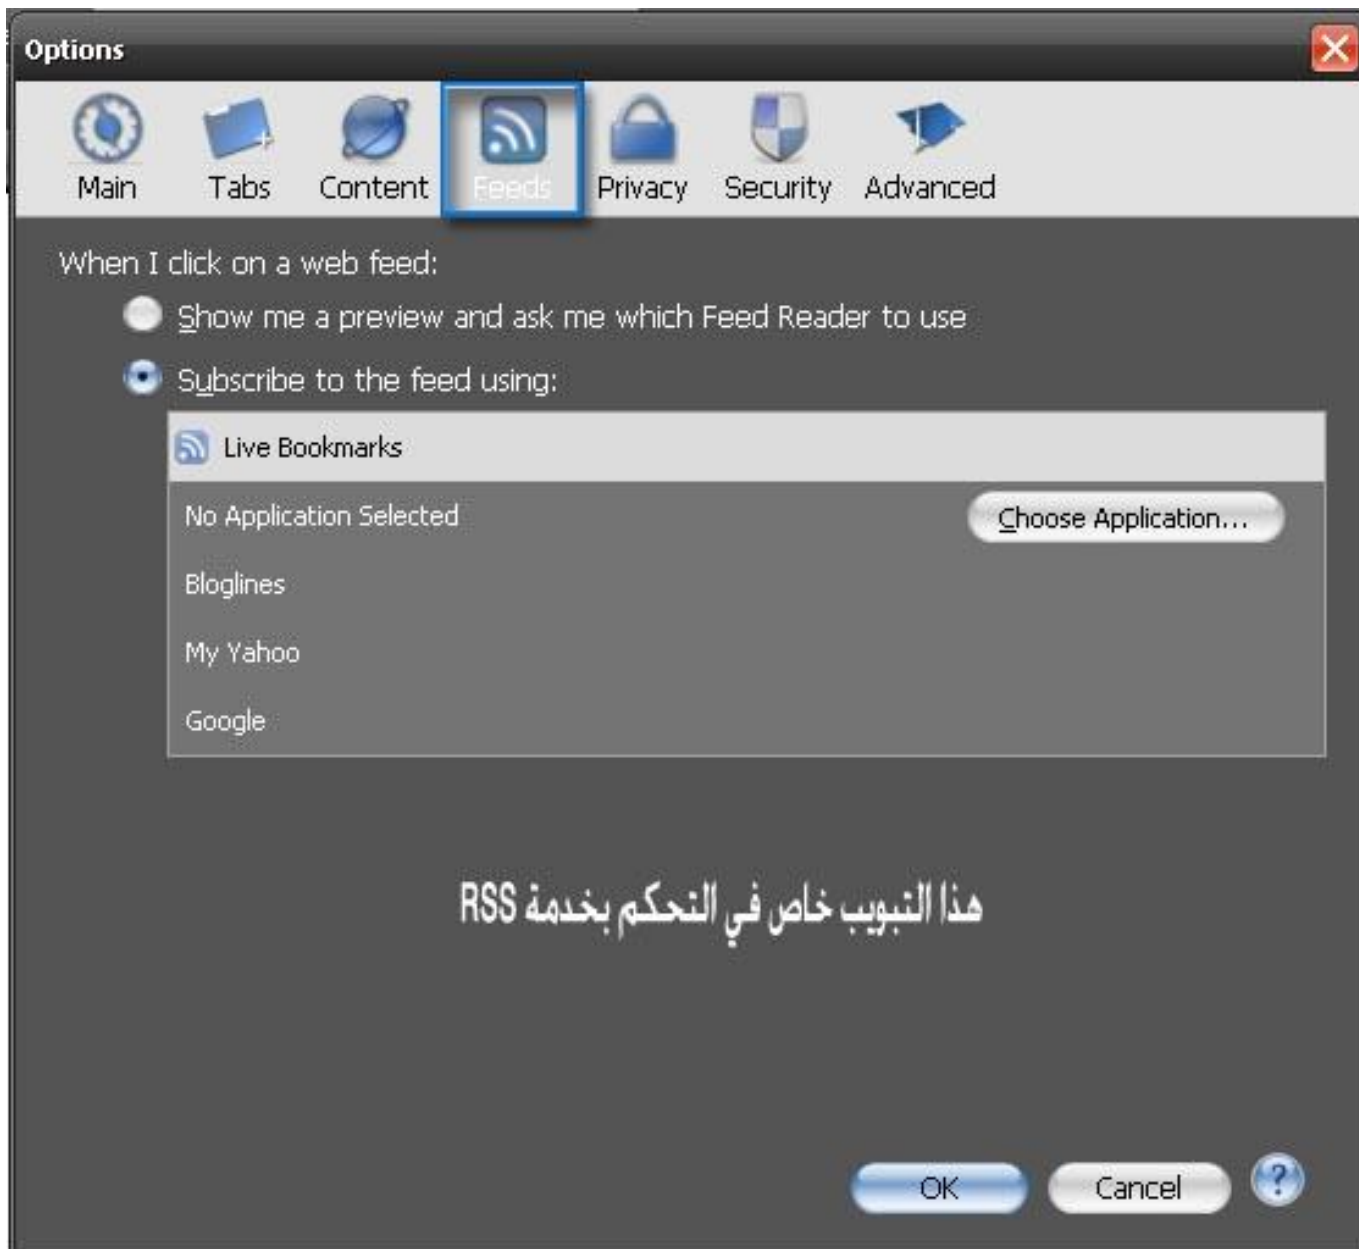 Options
Main Tabs Content Feeds Privacy Security Advanced
When I click on a web feed:
Show me a preview and ask me which Feed Reader to use
Subscribe to the feed using:
Live Bookmarks
No Application Selected Choose Application...
Bloglines
My Yahoo
Google
هذا التبويب خاص في التحكم بخدمة RSS
OK Cancel ?